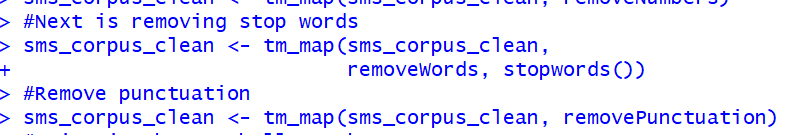 > sms_corpus_clean <- tm_map(sms_corpus_clean, removeNumbers)
> #Next is removing stop words
> sms_corpus_clean <- tm_map(sms_corpus_clean,
+                            removeWords, stopwords())
> #Remove punctuation
> sms_corpus_clean <- tm_map(sms_corpus_clean, removePunctuation)